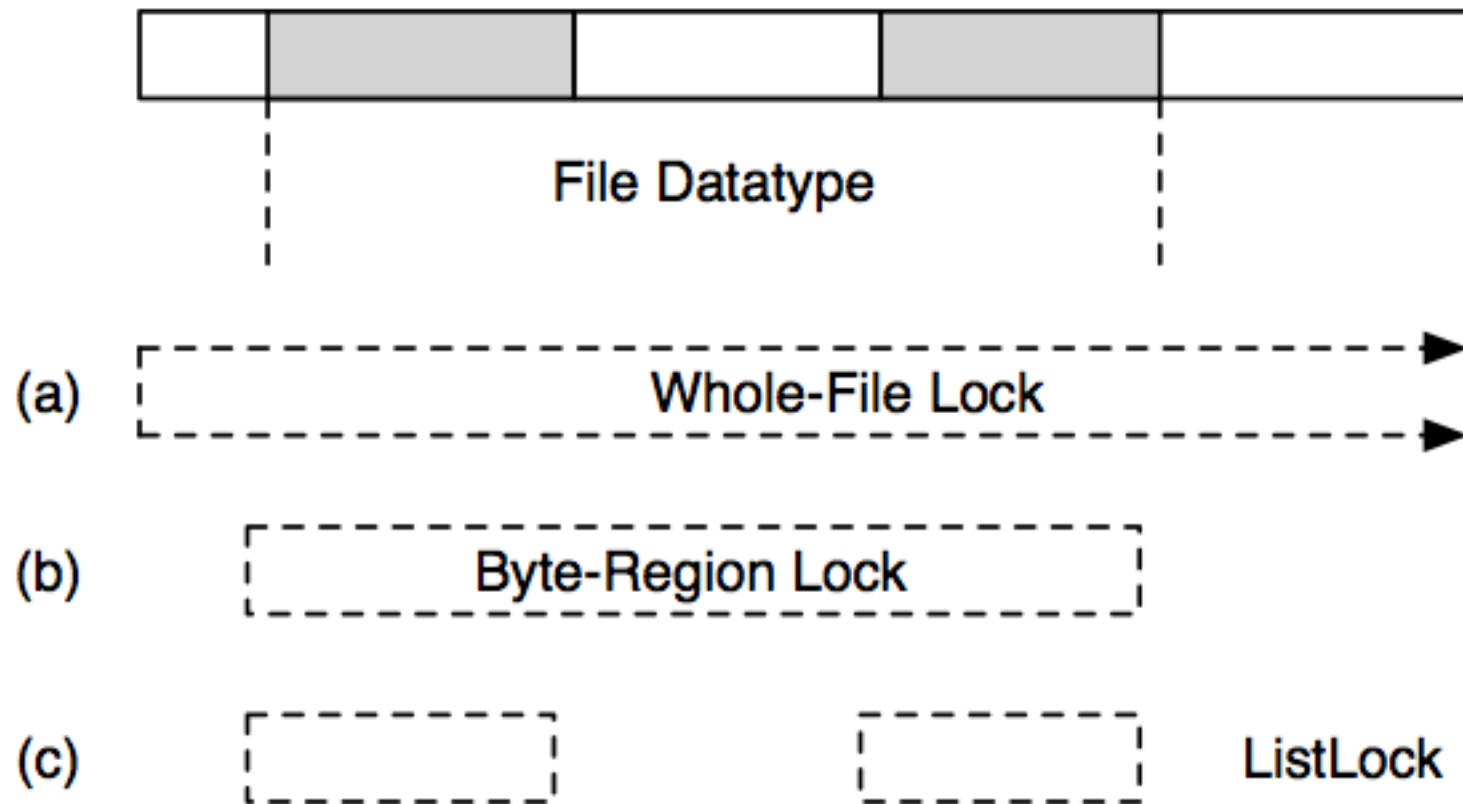 File Datatype
(a) Whole-File Lock
(b) Byte-Region Lock
(c) ListLock